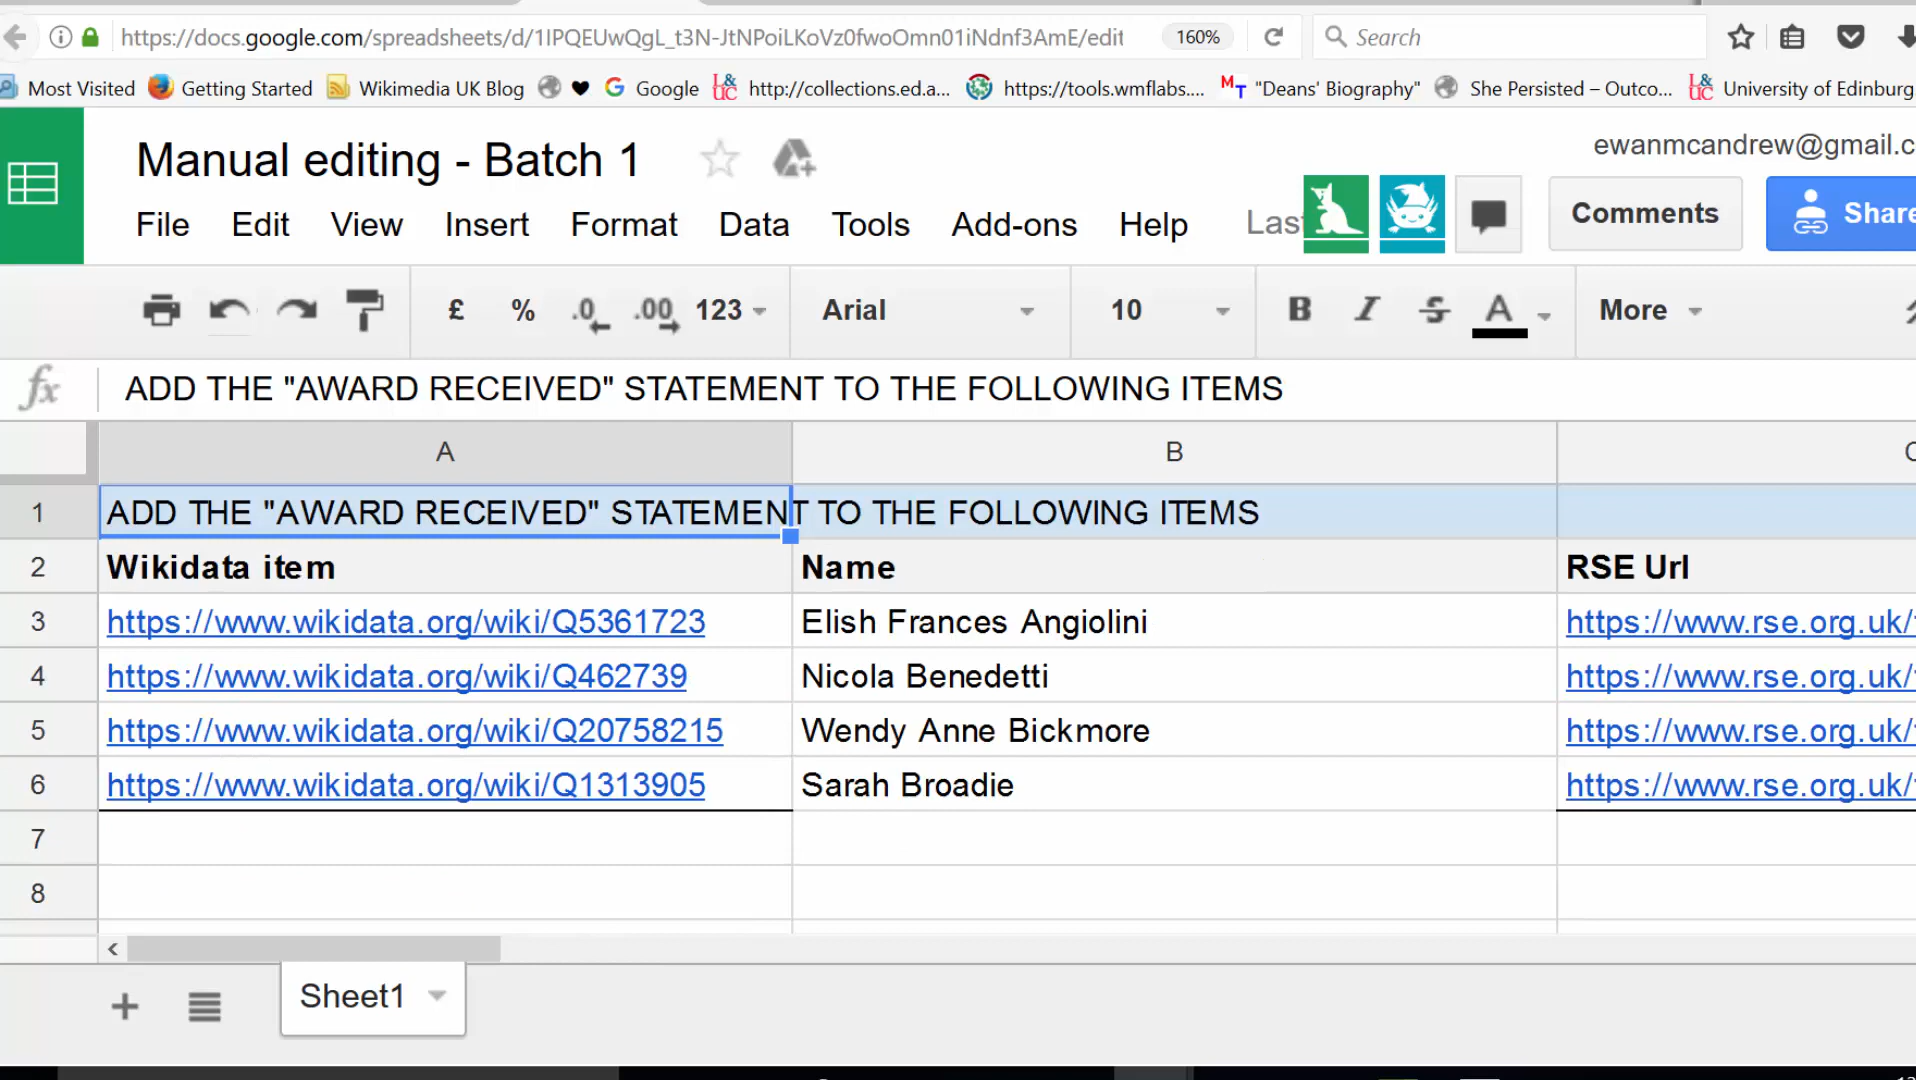 https://docs.google.com/spreadsheets/d/1IPQEUwQgL_t3N-JtNPoiLKoVz0fwoOmn01iNdnf3AmE/edit 160% Search
Most Visited Getting Started Wikimedia UK Blog Google http://collections.ed.a... https://tools.wmflabs.... "Deans' Biography" She Persisted – Outco... University of Edinburg
Manual editing - Batch 1 ewanmcandrew@gmail.c
File Edit View Insert Format Data Tools Add-ons Help Las Comments Share
£ % .0 .00 123 Arial 10 B I S A More
fx ADD THE "AWARD RECEIVED" STATEMENT TO THE FOLLOWING ITEMS
A B C
1 ADD THE "AWARD RECEIVED" STATEMENT TO THE FOLLOWING ITEMS
2 Wikidata item Name RSE Url
3 https://www.wikidata.org/wiki/Q5361723 Elish Frances Angiolini https://www.rse.org.uk/
4 https://www.wikidata.org/wiki/Q462739 Nicola Benedetti https://www.rse.org.uk/
5 https://www.wikidata.org/wiki/Q20758215 Wendy Anne Bickmore https://www.rse.org.uk/
6 https://www.wikidata.org/wiki/Q1313905 Sarah Broadie https://www.rse.org.uk/
7
8
Sheet1